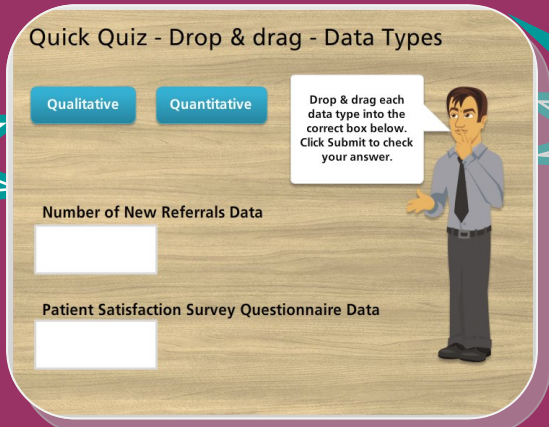 Quick Quiz - Drop & drag - Data Types
Qualitative
Quantitative
Drop & drag each
data type into the
correct box below.
Click Submit to check
your answer.
Number of New Referrals Data
Patient Satisfaction Survey Questionnaire Data